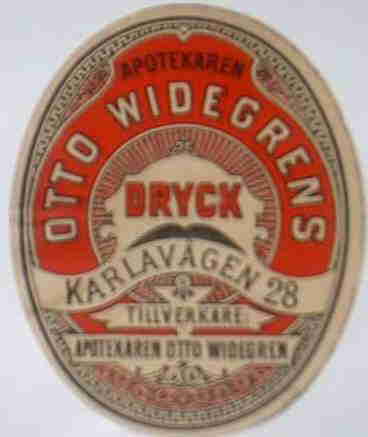 APOTEKAREN
OTTO WIDEGRENS
DRYCK
KARLAVÄGEN 28
TILLVERKARE:
APOTEKAREN OTTO WIDEGREN